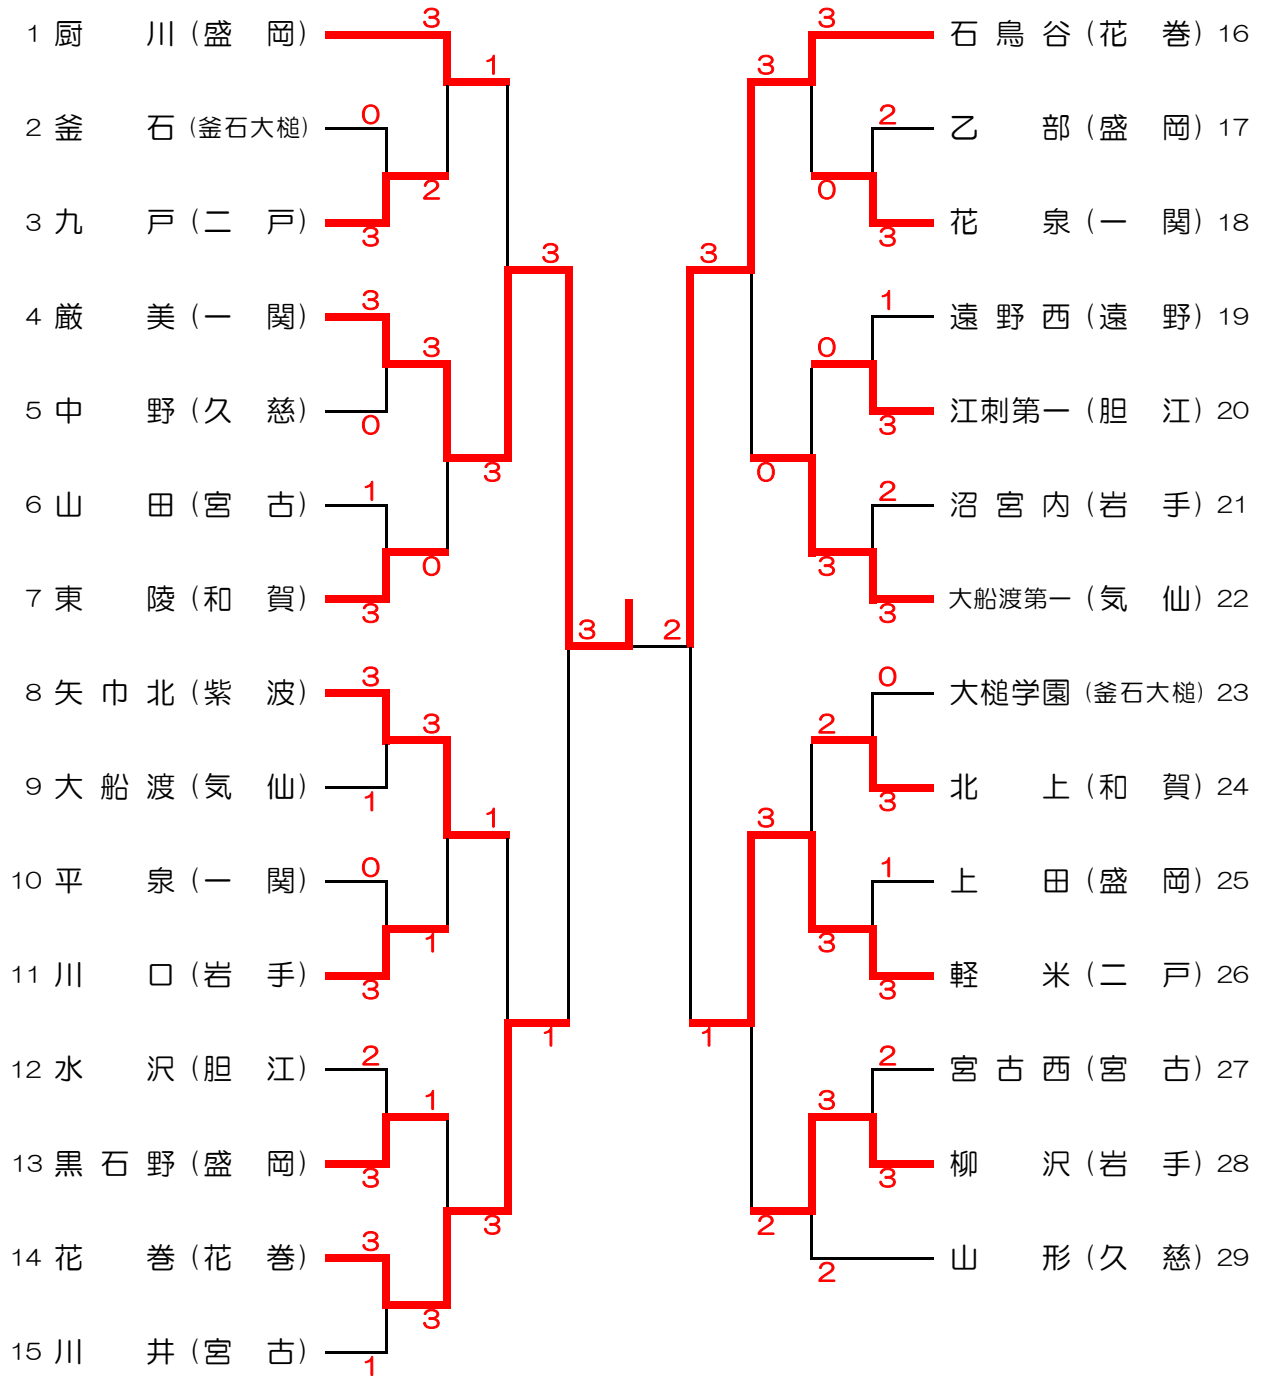 3
1 厨 川 (盛 岡)
1
0
2 釜 石 (釜石大槌)
2
3 九 戸 (二 戸)
3
3
3
4 厳 美 (一 関)
3
5 中 野 (久 慈)
0
3
1
6 山 田 (宮 古)
0
7 東 陵 (和 賀)
3
3
3
8 矢 巾 北 (紫 波)
3
9 大 船 渡 (気 仙)
1
1
0
10 平 泉 (一 関)
1
11 川 口 (岩 手)
3
1
2
12 水 沢 (胆 江)
1
13 黒 石 野 (盛 岡)
3
3
3
14 花 巻 (花 巻)
3
15 川 井 (宮 古)
1
3
石 鳥 谷 (花 巻) 16
3
2
乙 部 (盛 岡) 17
0
花 泉 (一 関) 18
3
3
1
遠 野 西 (遠 野) 19
0
江刺第一 (胆 江) 20
3
0
2
沼 宮 内 (岩 手) 21
3
大船渡第一 (気 仙) 22
3
2
0
大槌学園 (釜石大槌) 23
2
北 上 (和 賀) 24
3
3
1
上 田 (盛 岡) 25
3
軽 米 (二 戸) 26
3
1
2
宮 古 西 (宮 古) 27
3
柳 沢 (岩 手) 28
3
2
山 形 (久 慈) 29
2